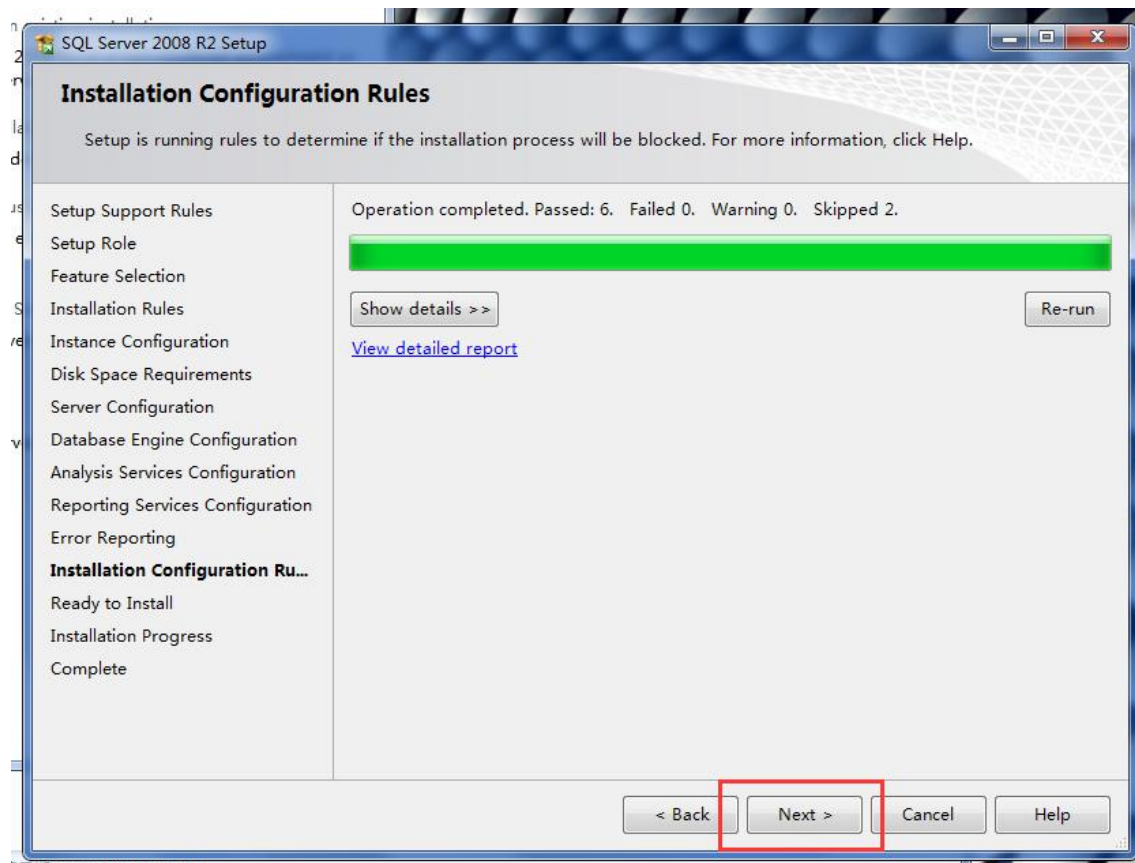 SQL Server 2008 R2 Setup
Installation Configuration Rules
Setup is running rules to determine if the installation process will be blocked. For more information, click Help.
Setup Support Rules
Setup Role
Feature Selection
Installation Rules
Instance Configuration
Disk Space Requirements
Server Configuration
Database Engine Configuration
Analysis Services Configuration
Reporting Services Configuration
Error Reporting
Installation Configuration Ru...
Ready to Install
Installation Progress
Complete
Operation completed. Passed: 6. Failed 0. Warning 0. Skipped 2.
Show details >>
Re-run
View detailed report
< Back
Next >
Cancel
Help